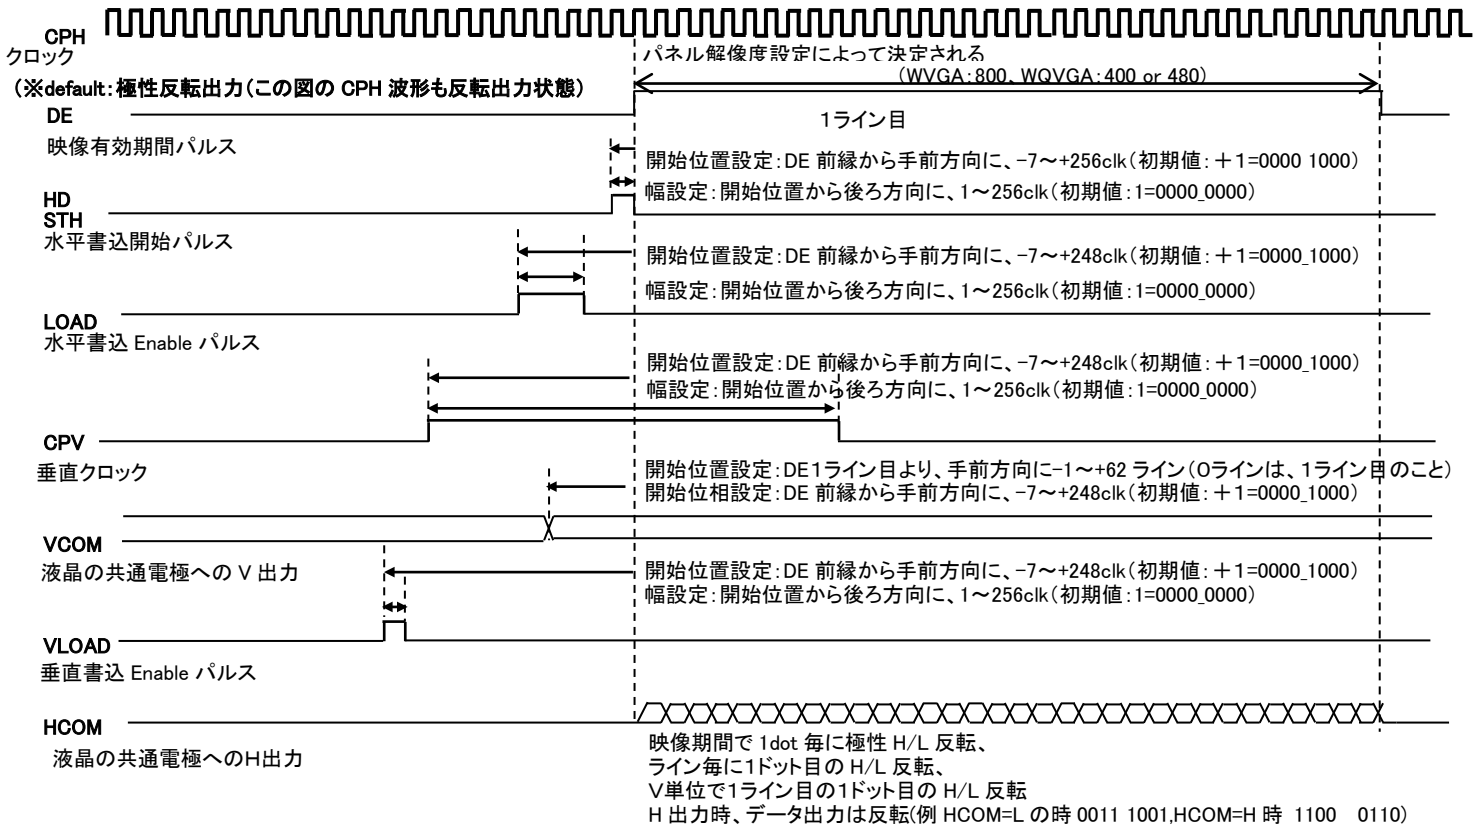 CPH
クロック
パネル解像度設定によって決定される
(WVGA:800、WQVGA:400 or 480)
(※default:極性反転出力(この図の CPH 波形も反転出力状態)
DE
1ライン目
映像有効期間パルス
開始位置設定:DE 前縁から手前方向に、-7~+256clk(初期値:+1=0000 1000)
幅設定:開始位置から後ろ方向に、1~256clk(初期値:1=0000_0000)
HD
STH
水平書込開始パルス
開始位置設定:DE 前縁から手前方向に、-7~+248clk(初期値:+1=0000_1000)
幅設定:開始位置から後ろ方向に、1~256clk(初期値:1=0000_0000)
LOAD
水平書込 Enable パルス
開始位置設定:DE 前縁から手前方向に、-7~+248clk(初期値:+1=0000_1000)
幅設定:開始位置から後ろ方向に、1~256clk(初期値:1=0000_0000)
CPV
垂直クロック
開始位置設定:DE1ライン目より、手前方向に-1~+62 ライン(0ラインは、1ライン目のこと)
開始位相設定:DE 前縁から手前方向に、-7~+248clk(初期値:+1=0000_1000)
VCOM
液晶の共通電極への V 出力
開始位置設定:DE 前縁から手前方向に、-7~+248clk(初期値:+1=0000_1000)
幅設定:開始位置から後ろ方向に、1~256clk(初期値:1=0000_0000)
VLOAD
垂直書込 Enable パルス
HCOM
液晶の共通電極へのH出力
映像期間で 1dot 毎に極性 H/L 反転、
ライン毎に1ドット目の H/L 反転、
V単位で1ライン目の1ドット目の H/L 反転
H 出力時、データ出力は反転(例 HCOM=L の時 0011 1001,HCOM=H 時 1100 0110)